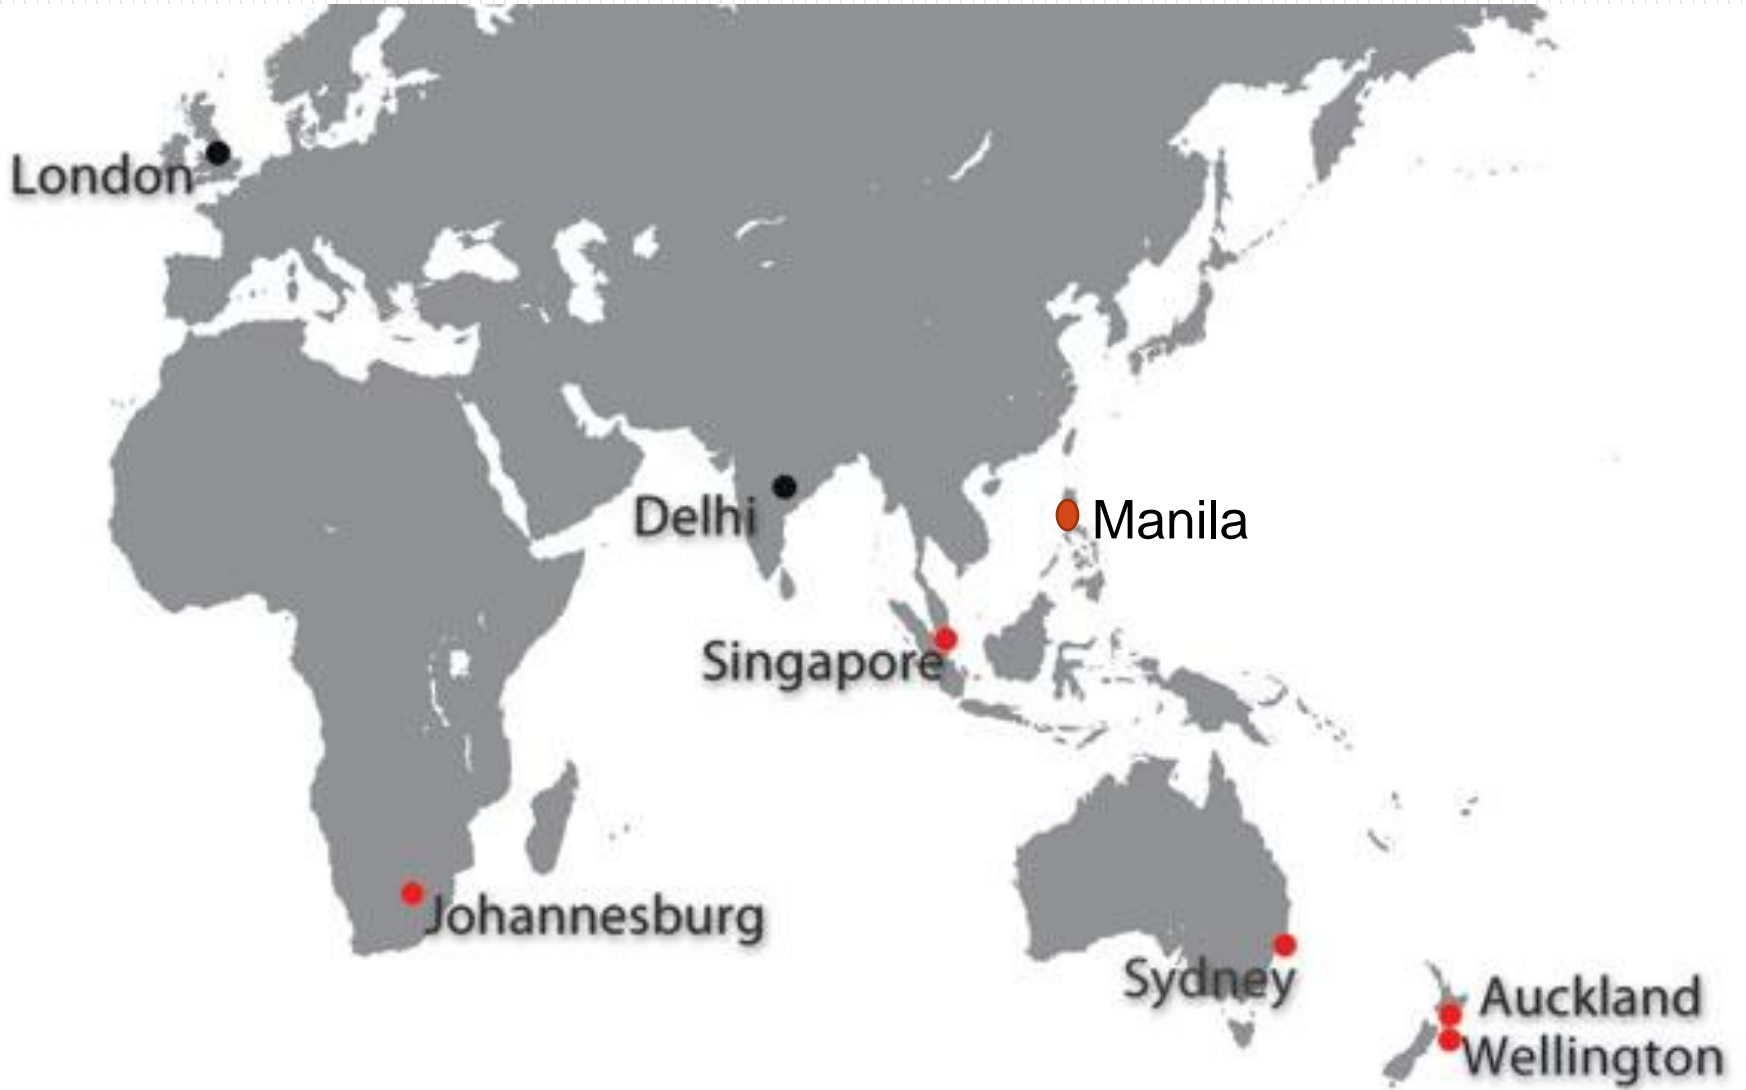 London
Delhi
Manila
Singapore
Johannesburg
Sydney
Auckland
Wellington